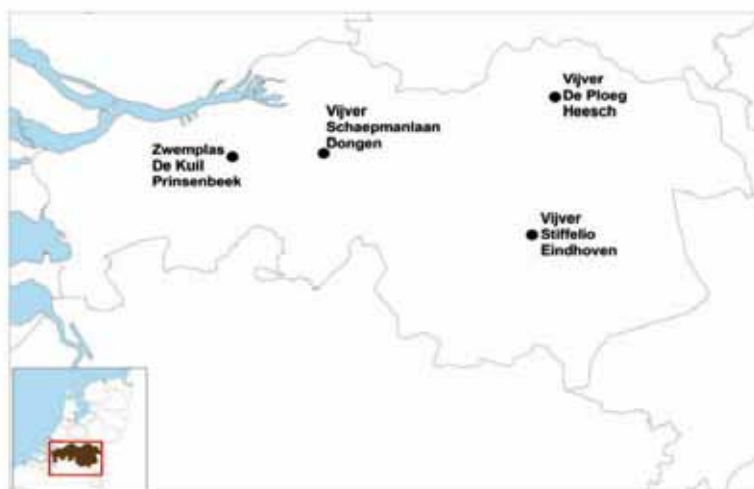 Vijver
De Ploeg
Heesch
Vijver
Schaepmanlaan
Dongen
Zwemplas
De Kuil
Prinsenbeek
Vijver
Stiffelio
Eindhoven